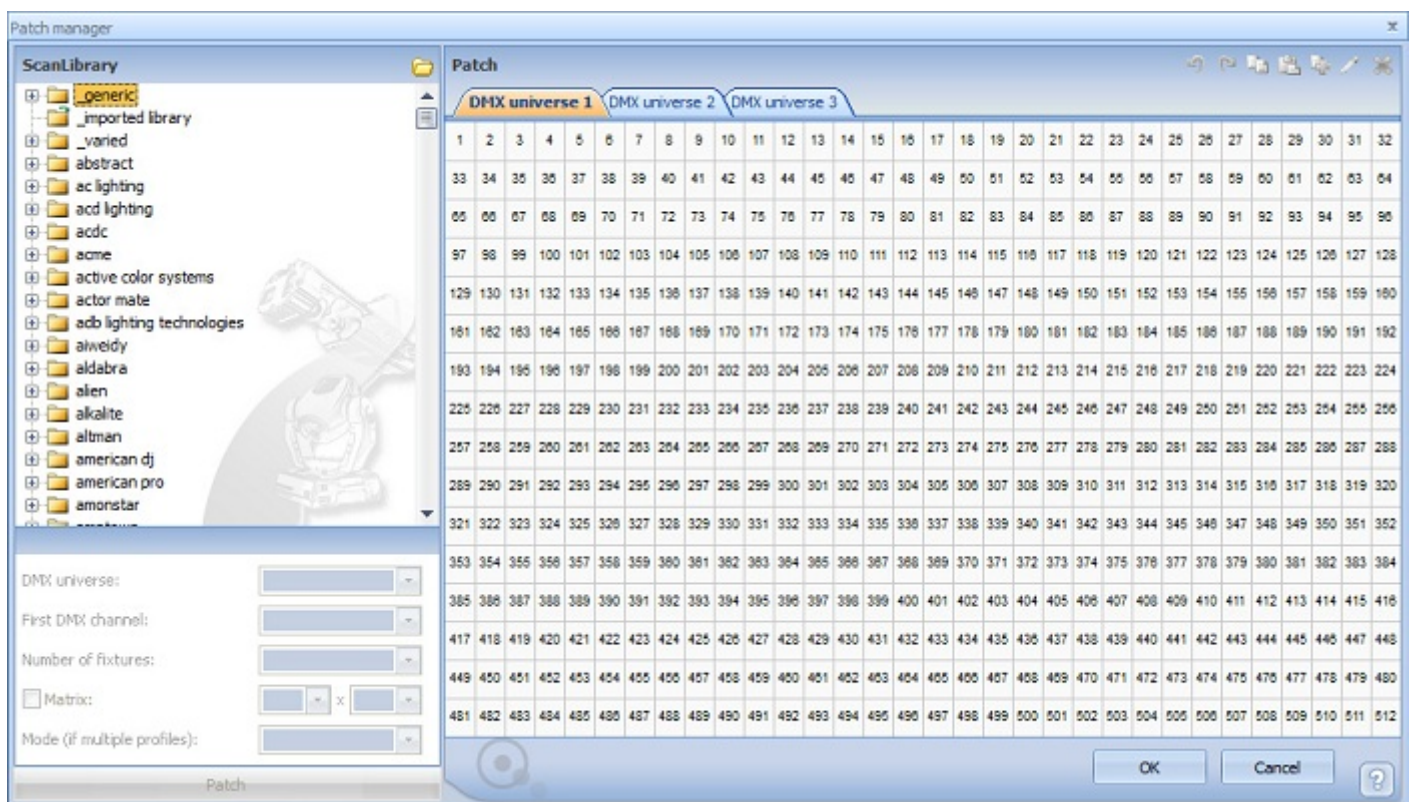 Patch manager
ScanLibrary
_generic
_imported library
_varied
abstract
ac lighting
acd lighting
acdc
acme
active color systems
actor mate
adb lighting technologies
aiweidy
aldabra
alien
alkalite
altman
american dj
american pro
amonstar
DMX universe:
First DMX channel:
Number of fixtures:
Matrix:
x
Mode (if multiple profiles):
Patch
Patch
DMX universe 1 DMX universe 2 DMX universe 3
1 2 3 4 5 6 7 8 9 10 11 12 13 14 15 16 17 18 19 20 21 22 23 24 25 26 27 28 29 30 31 32
33 34 35 36 37 38 39 40 41 42 43 44 45 46 47 48 49 50 51 52 53 54 55 56 57 58 59 60 61 62 63 64
65 66 67 68 69 70 71 72 73 74 75 76 77 78 79 80 81 82 83 84 85 86 87 88 89 90 91 92 93 94 95 96
97 98 99 100 101 102 103 104 105 106 107 108 109 110 111 112 113 114 115 116 117 118 119 120 121 122 123 124 125 126 127 128
129 130 131 132 133 134 135 136 137 138 139 140 141 142 143 144 145 146 147 148 149 150 151 152 153 154 155 156 157 158 159 160
161 162 163 164 165 166 167 168 169 170 171 172 173 174 175 176 177 178 179 180 181 182 183 184 185 186 187 188 189 190 191 192
193 194 195 196 197 198 199 200 201 202 203 204 205 206 207 208 209 210 211 212 213 214 215 216 217 218 219 220 221 222 223 224
225 226 227 228 229 230 231 232 233 234 235 236 237 238 239 240 241 242 243 244 245 246 247 248 249 250 251 252 253 254 255 256
257 258 259 260 261 262 263 264 265 266 267 268 269 270 271 272 273 274 275 276 277 278 279 280 281 282 283 284 285 286 287 288
289 290 291 292 293 294 295 296 297 298 299 300 301 302 303 304 305 306 307 308 309 310 311 312 313 314 315 316 317 318 319 320
321 322 323 324 325 326 327 328 329 330 331 332 333 334 335 336 337 338 339 340 341 342 343 344 345 346 347 348 349 350 351 352
353 354 355 356 357 358 359 360 361 362 363 364 365 366 367 368 369 370 371 372 373 374 375 376 377 378 379 380 381 382 383 384
385 386 387 388 389 390 391 392 393 394 395 396 397 398 399 400 401 402 403 404 405 406 407 408 409 410 411 412 413 414 415 416
417 418 419 420 421 422 423 424 425 426 427 428 429 430 431 432 433 434 435 436 437 438 439 440 441 442 443 444 445 446 447 448
449 450 451 452 453 454 455 456 457 458 459 460 461 462 463 464 465 466 467 468 469 470 471 472 473 474 475 476 477 478 479 480
481 482 483 484 485 486 487 488 489 490 491 492 493 494 495 496 497 498 499 500 501 502 503 504 505 506 507 508 509 510 511 512
OK Cancel ?